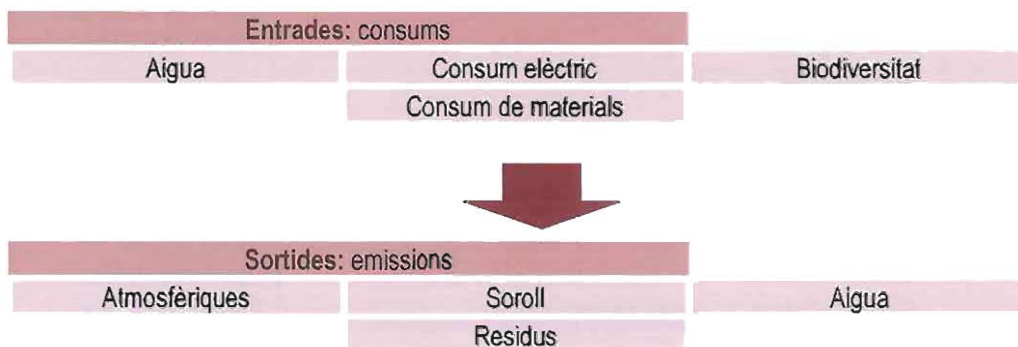 Entrades: consums
Aigua Consum elèctric Biodiversitat
Consum de materials
Sortides: emissions
Atmosfèriques Soroll Aigua
Residus